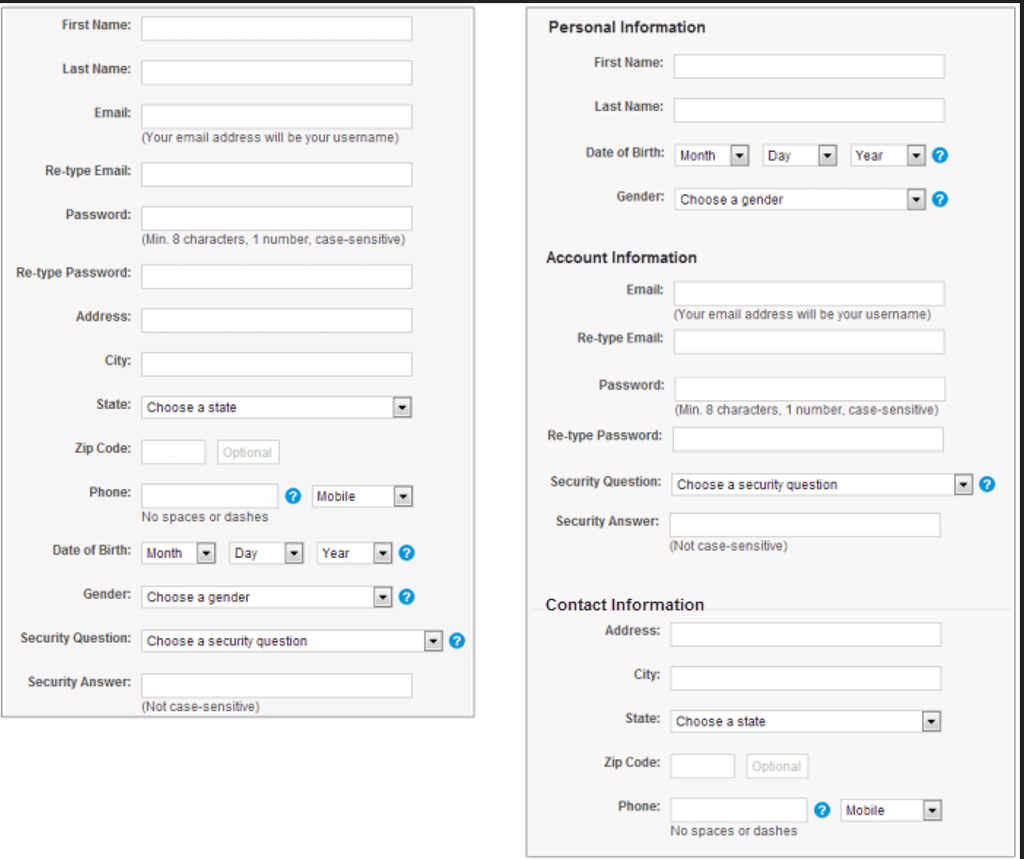 First Name:
Last Name:
Email:
(Your email address will be your username)
Re-type Email:
Password:
(Min. 8 characters, 1 number, case-sensitive)
Re-type Password:
Address:
City:
State: Choose a state
Zip Code: Optional
Phone: ? Mobile
No spaces or dashes
Date of Birth: Month Day Year ?
Gender: Choose a gender ?
Security Question: Choose a security question ?
Security Answer:
(Not case-sensitive)
Personal Information
First Name:
Last Name:
Date of Birth: Month Day Year ?
Gender: Choose a gender ?
Account Information
Email:
(Your email address will be your username)
Re-type Email:
Password:
(Min. 8 characters, 1 number, case-sensitive)
Re-type Password:
Security Question: Choose a security question ?
Security Answer:
(Not case-sensitive)
Contact Information
Address:
City:
State: Choose a state
Zip Code: Optional
Phone: ? Mobile
No spaces or dashes